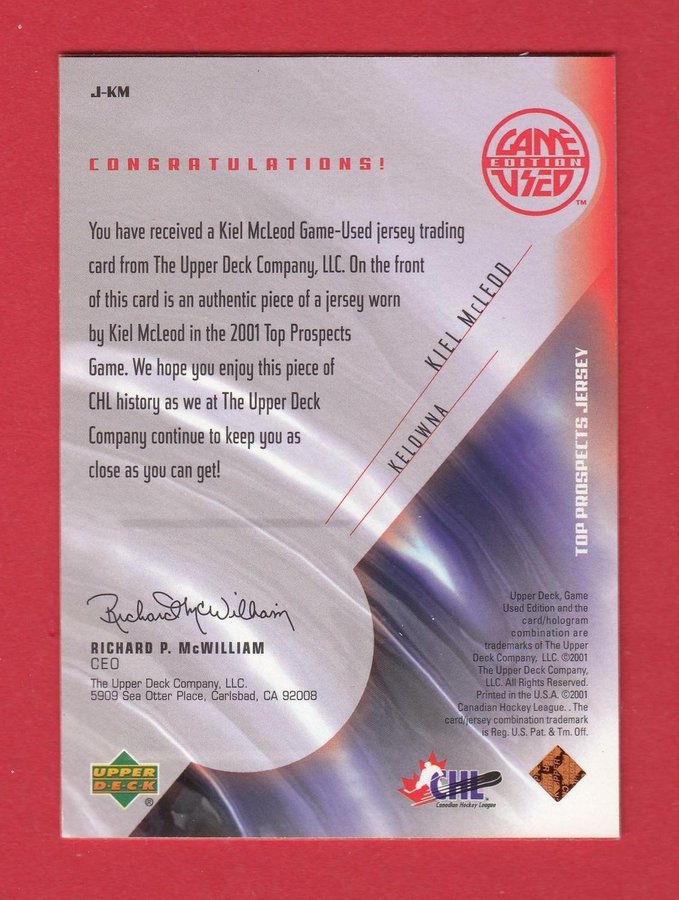 J-KM
CONGRATULATIONS!
GAME
EDITION
USED
TM
You have received a Kiel McLeod Game-Used jersey trading
card from The Upper Deck Company, LLC. On the front
of this card is an authentic piece of a jersey worn
by Kiel McLeod in the 2001 Top Prospects
Game. We hope you enjoy this piece of
CHL history as we at The Upper Deck
Company continue to keep you as
close as you can get!
KIEL McLEOD
KELOWNA
TOP PROSPECTS JERSEY
Richard McWilliam
RICHARD P. McWILLIAM
CEO
The Upper Deck Company, LLC.
5909 Sea Otter Place, Carlsbad, CA 92008
Upper Deck, Game
Used Edition and the
card/hologram
combination are
trademarks of The Upper
Deck Company, LLC. ©2001
The Upper Deck Company,
LLC. All Rights Reserved.
Printed in the U.S.A. ©2001
Canadian Hockey League. . The
card/jersey combination trademark
is Reg. U.S. Pat. & Tm. Off.
UPPER
DECK
®
CHL
Canadian Hockey League